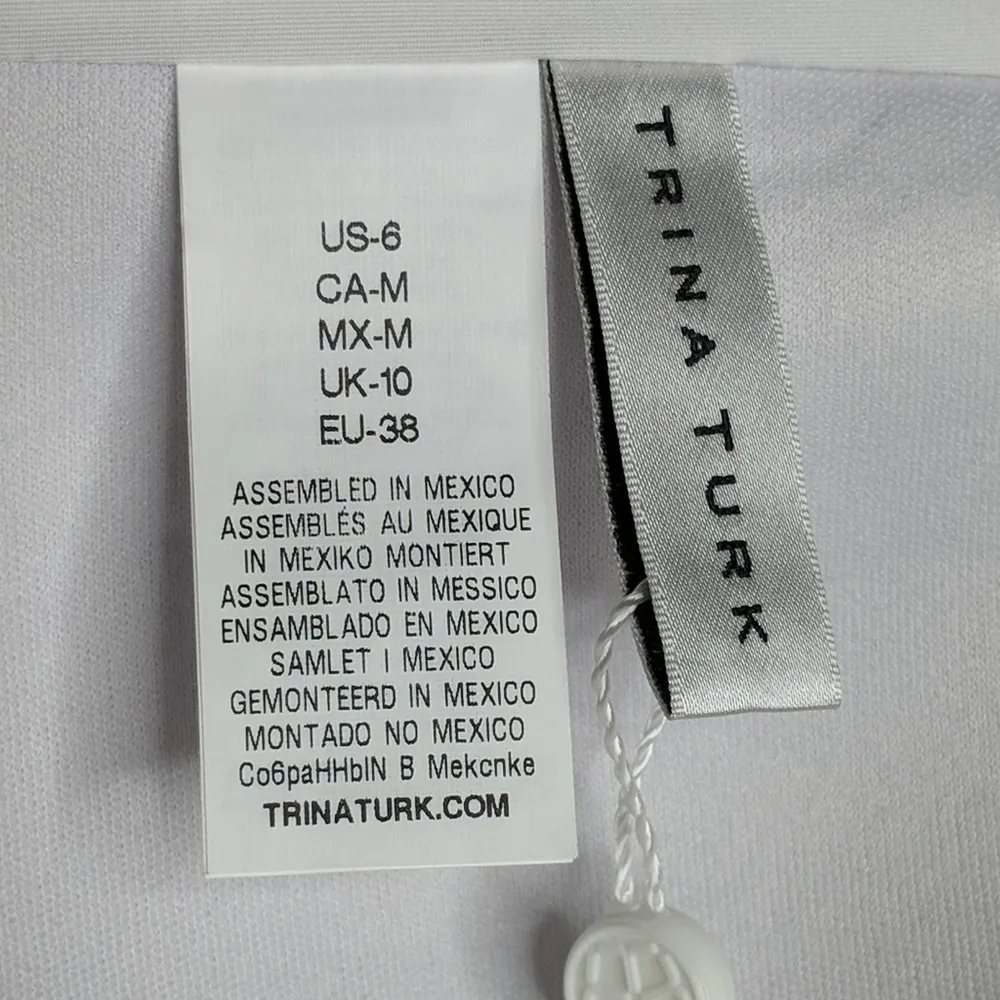 US-6
CA-M
MX-M
UK-10
EU-38
ASSEMBLED IN MEXICO
ASSEMBLÉS AU MEXIQUE
IN MEXIKO MONTIERT
ASSEMBLATO IN MESSICO
ENSAMBLADO EN MEXICO
SAMLET I MEXICO
GEMONTEERD IN MEXICO
MONTADO NO MEXICO
Co6paHHbIN B Mekcnke
TRINATURK.COM
TRINA TURK